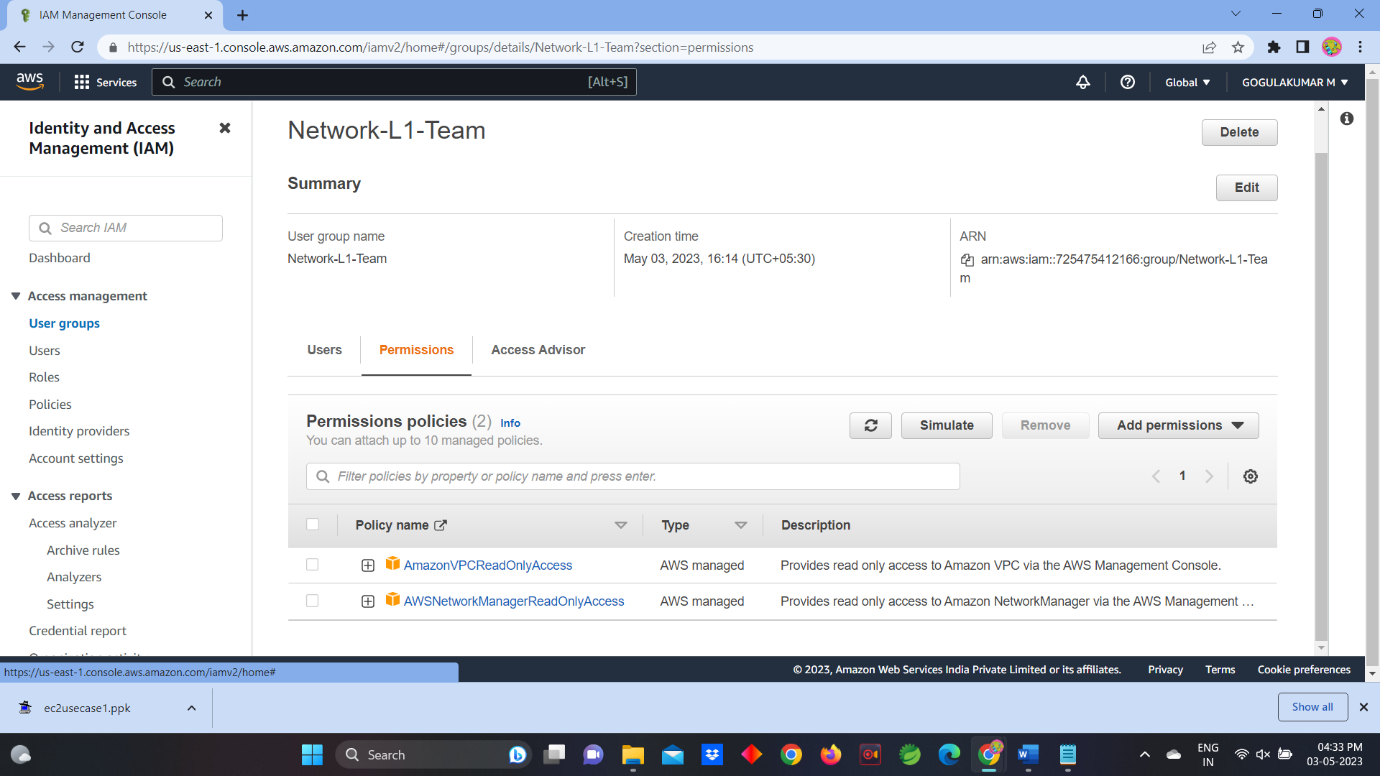 IAM Management Console
https://us-east-1.console.aws.amazon.com/iamv2/home#/groups/details/Network-L1-Team?section=permissions
aws
Services
Search
[Alt+S]
Global
GOGULAKUMAR M
Identity and Access
Management (IAM)
Search IAM
Dashboard
Access management
User groups
Users
Roles
Policies
Identity providers
Account settings
Access reports
Access analyzer
Archive rules
Analyzers
Settings
Credential report
Network-L1-Team
Delete
Summary
Edit
User group name
Network-L1-Team
Creation time
May 03, 2023, 16:14 (UTC+05:30)
ARN
arn:aws:iam::725475412166:group/Network-L1-Tea
m
Users
Permissions
Access Advisor
Permissions policies (2) Info
You can attach up to 10 managed policies.
Simulate
Remove
Add permissions
Filter policies by property or policy name and press enter.
1
Policy name
Type
Description
AmazonVPCReadOnlyAccess
AWS managed
Provides read only access to Amazon VPC via the AWS Management Console.
AWSNetworkManagerReadOnlyAccess
AWS managed
Provides read only access to Amazon NetworkManager via the AWS Management …
https://us-east-1.console.aws.amazon.com/iamv2/home#
© 2023, Amazon Web Services India Private Limited or its affiliates.
Privacy
Terms
Cookie preferences
ec2usecase1.ppk
Show all
Search
ENG
IN
04:33 PM
03-05-2023